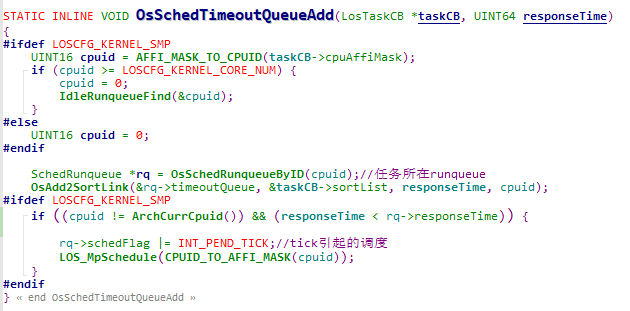 STATIC INLINE VOID OsSchedTimeoutQueueAdd(LosTaskCB *taskCB, UINT64 responseTime)
{
#ifdef LOSCFG_KERNEL_SMP
    UINT16 cpuid = AFFI_MASK_TO_CPUID(taskCB->cpuAffiMask);
    if (cpuid >= LOSCFG_KERNEL_CORE_NUM) {
        cpuid = 0;
        IdleRunqueueFind(&cpuid);
    }
#else
    UINT16 cpuid = 0;
#endif

    SchedRunqueue *rq = OsSchedRunqueueByID(cpuid);//任务所在runqueue
    OsAdd2SortLink(&rq->timeoutQueue, &taskCB->sortList, responseTime, cpuid);
#ifdef LOSCFG_KERNEL_SMP
    if ((cpuid != ArchCurrCpuid()) && (responseTime < rq->responseTime)) {

        rq->schedFlag |= INT_PEND_TICK;//tick引起的调度
        LOS_MpSchedule(CPUID_TO_AFFI_MASK(cpuid));
    }
#endif
} « end OsSchedTimeoutQueueAdd »